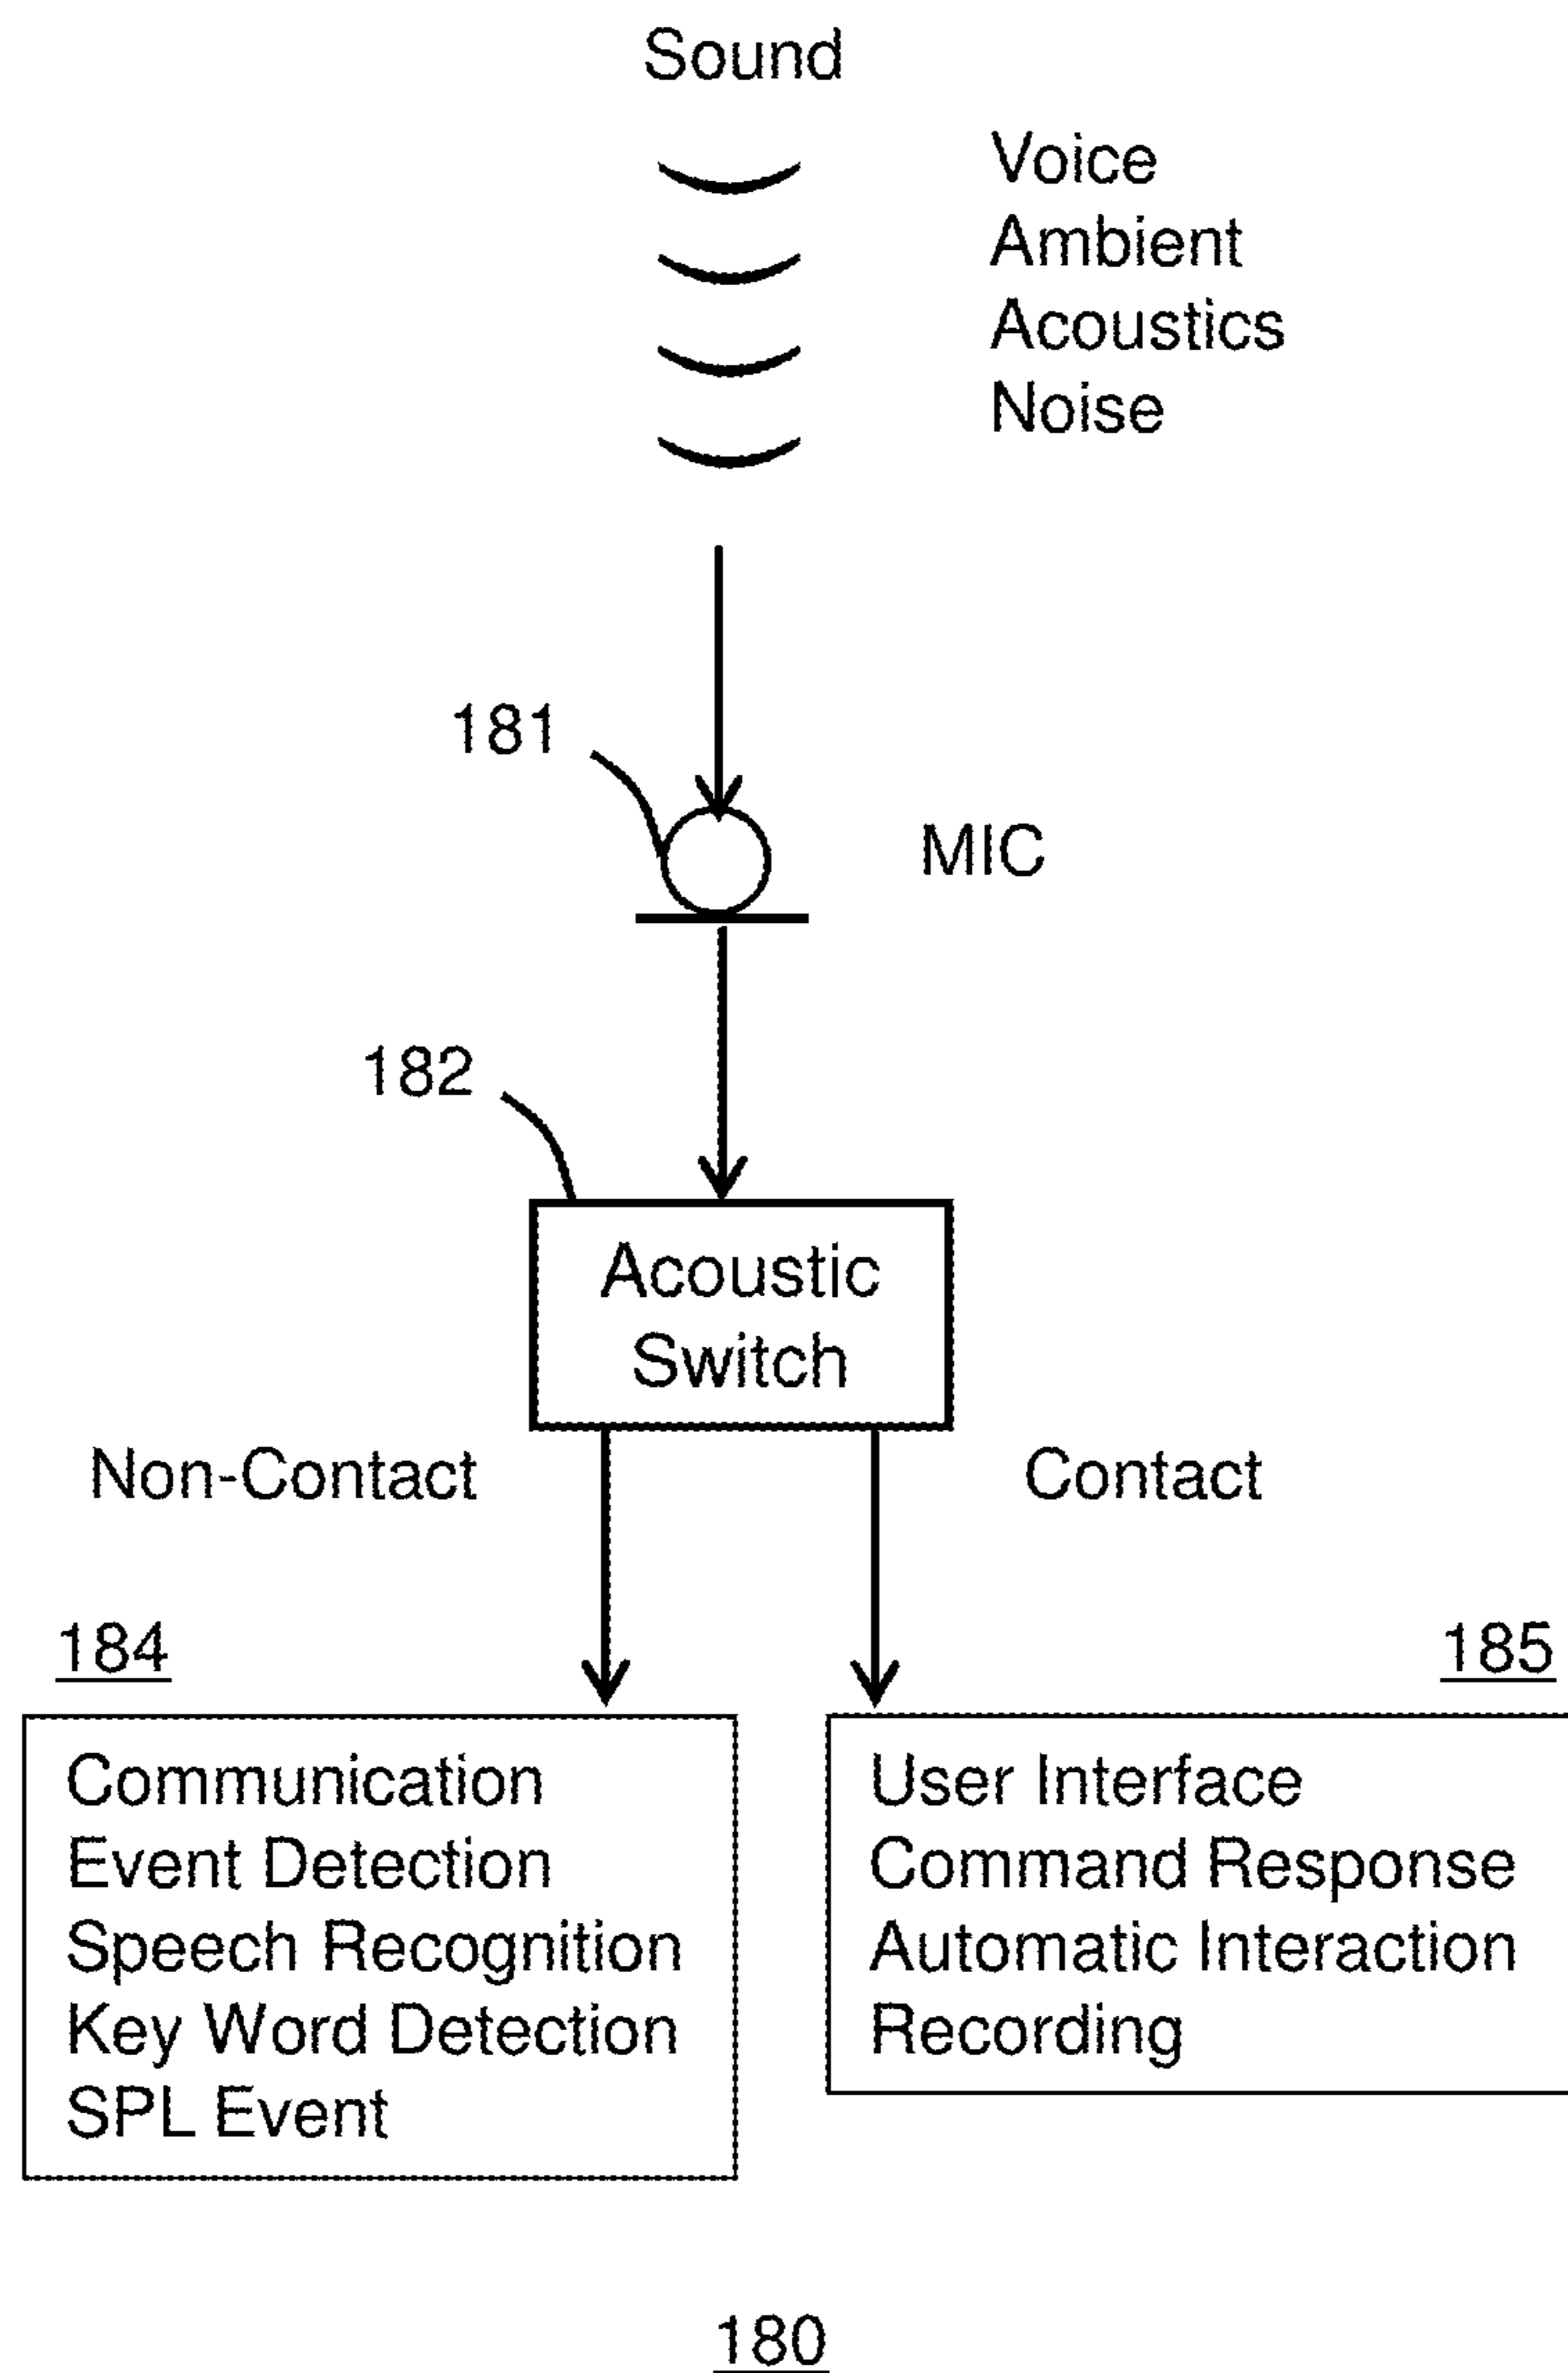 Sound
Voice
Ambient
Acoustics
Noise
181
MIC
182
Acoustic
Switch
Non-Contact
Contact
184
185
Communication
Event Detection
Speech Recognition
Key Word Detection
SPL Event
User Interface
Command Response
Automatic Interaction
Recording
180